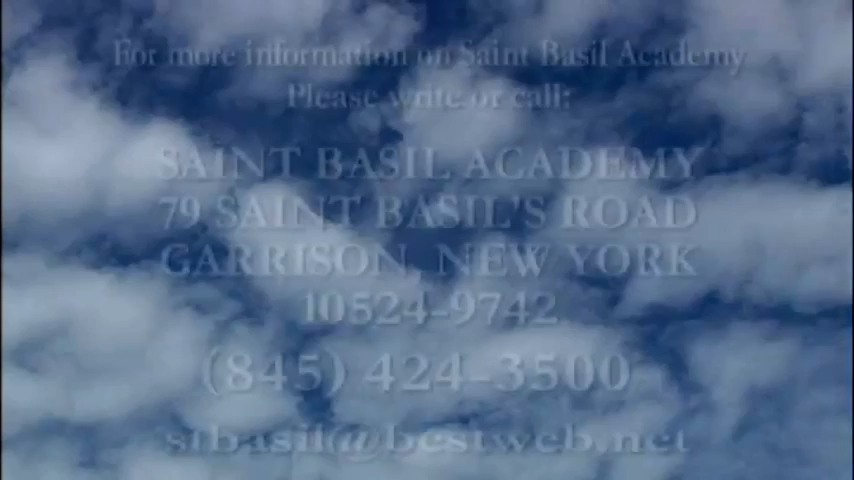 For more information on Saint Basil Academy
Please write or call:
SAINT BASIL ACADEMY
79 SAINT BASIL'S ROAD
GARRISON, NEW YORK
10524-9742
(845) 424-3500
stbasil@bestweb.net